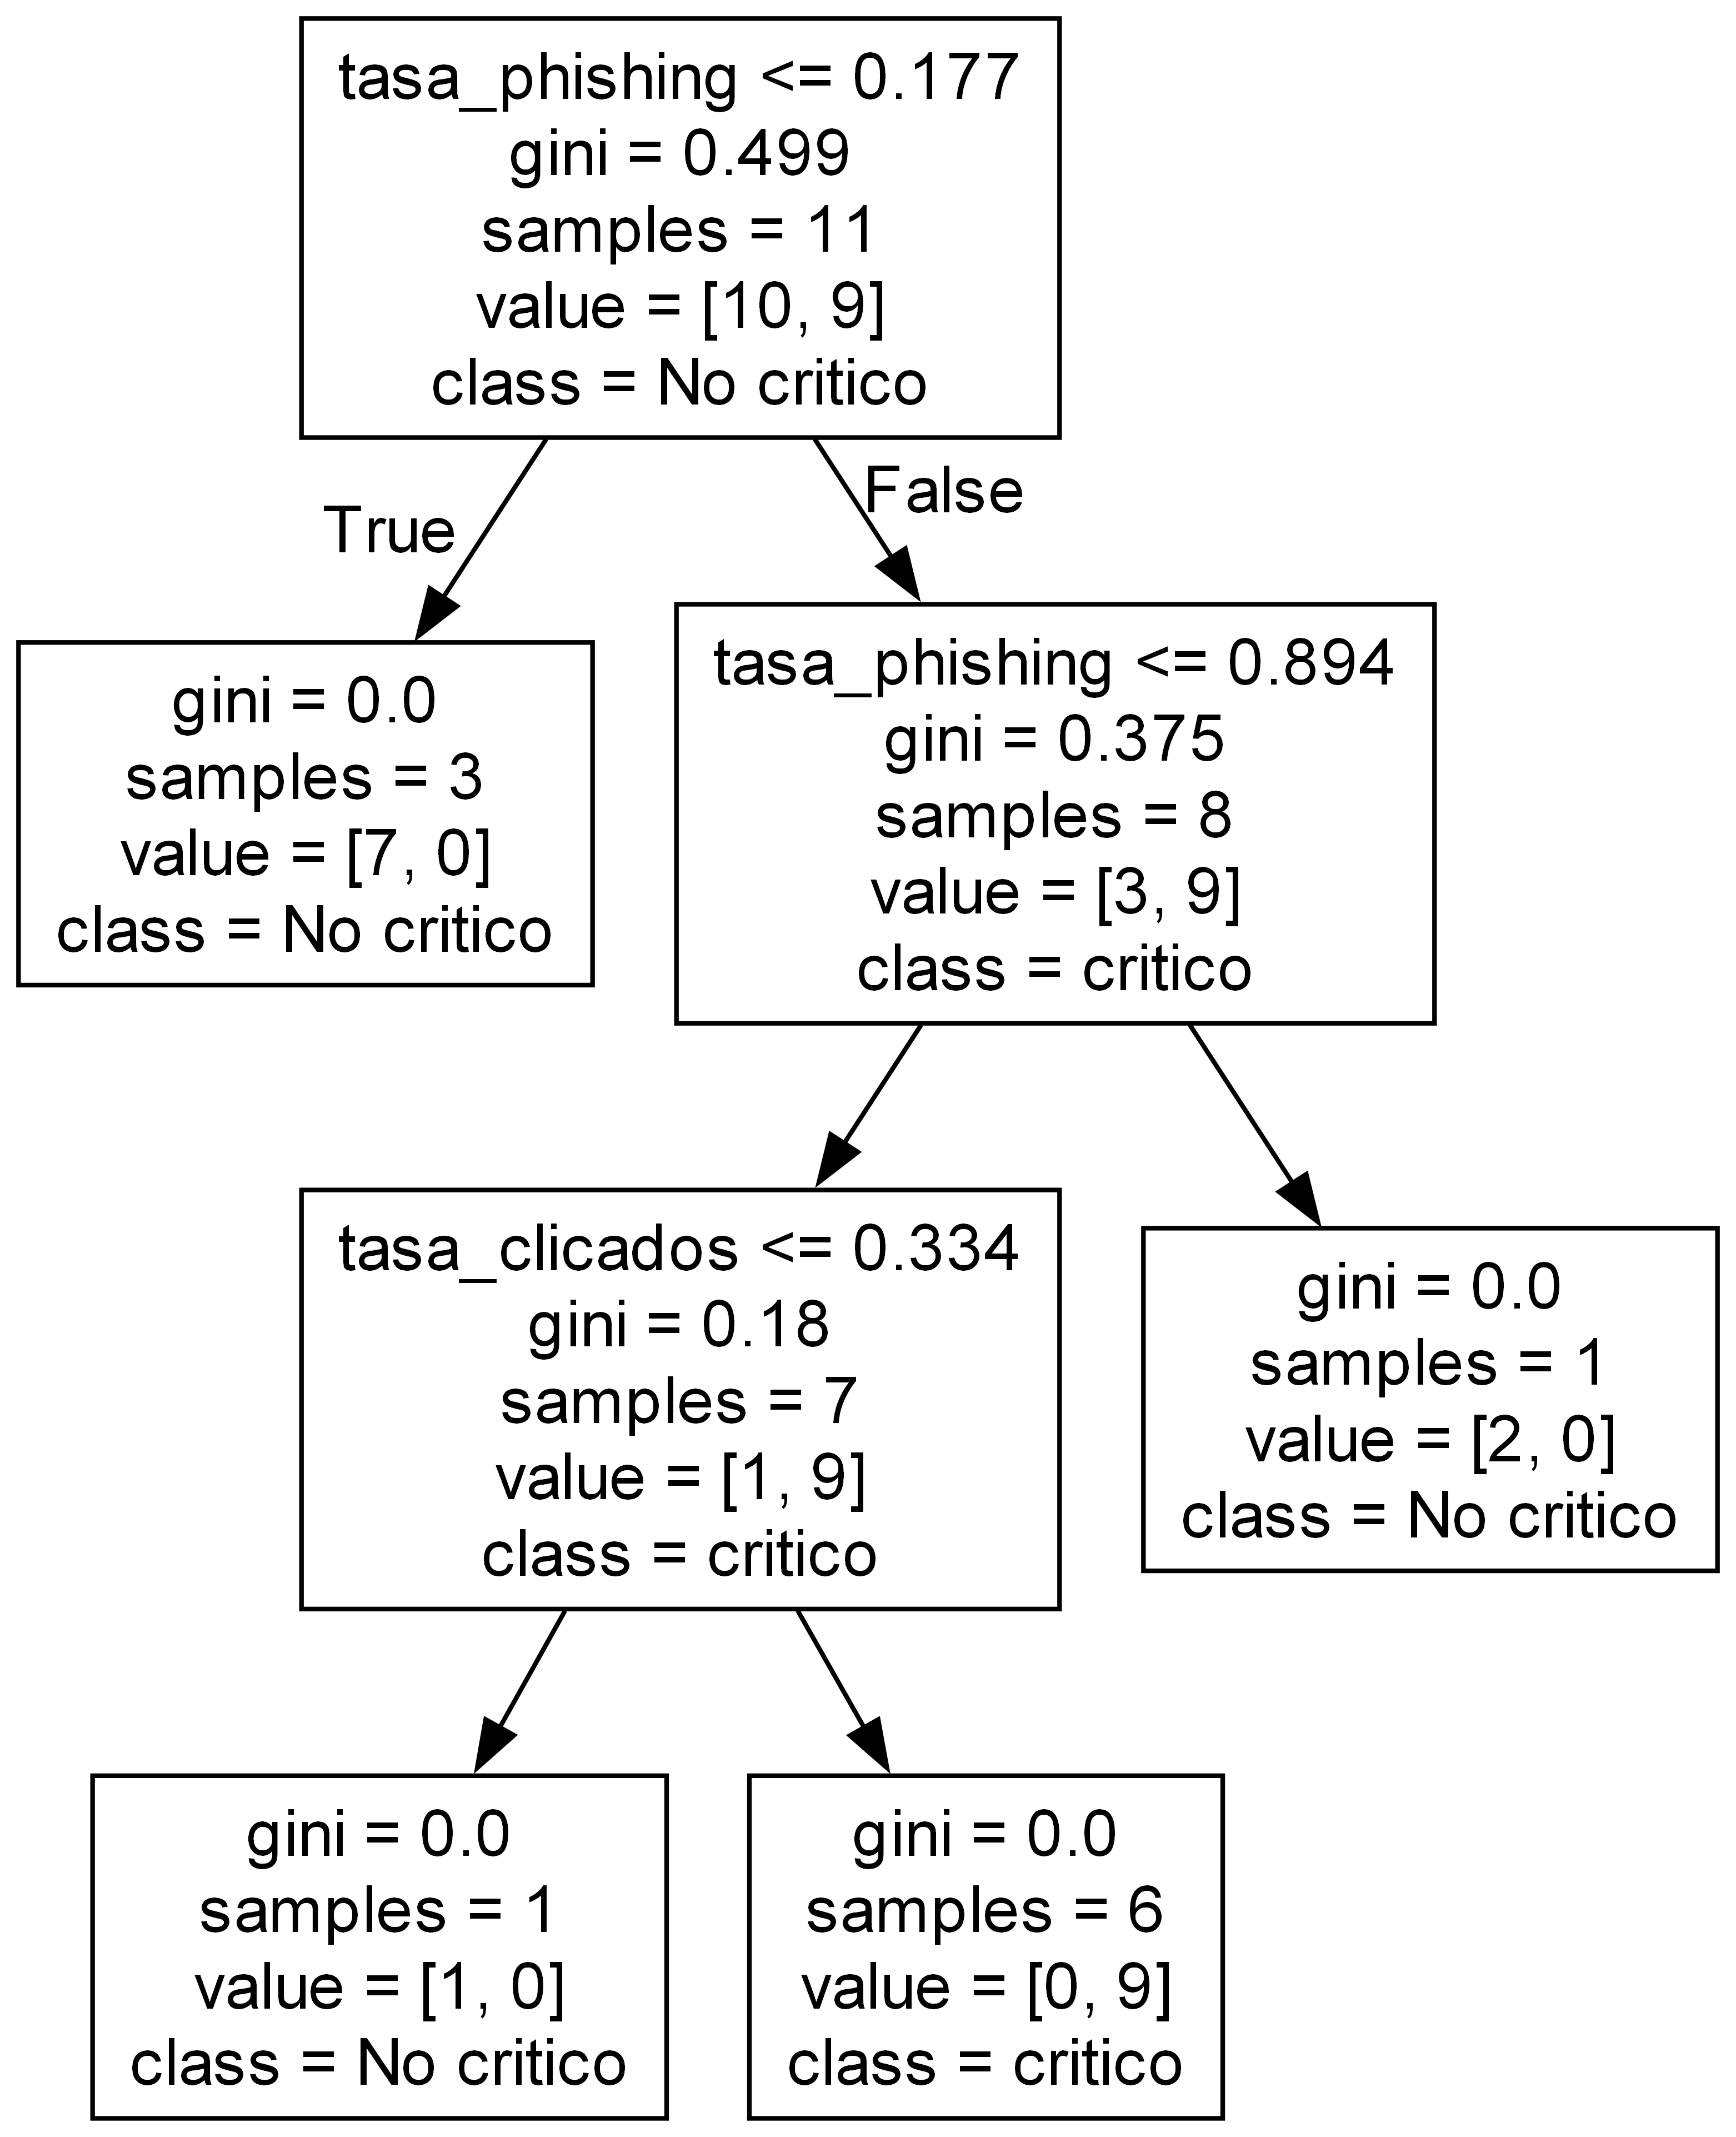 tasa_phishing <= 0.177
gini = 0.499
samples = 11
value = [10, 9]
class = No critico
True
False
gini = 0.0
samples = 3
value = [7, 0]
class = No critico
tasa_phishing <= 0.894
gini = 0.375
samples = 8
value = [3, 9]
class = critico
tasa_clicados <= 0.334
gini = 0.18
samples = 7
value = [1, 9]
class = critico
gini = 0.0
samples = 1
value = [2, 0]
class = No critico
gini = 0.0
samples = 1
value = [1, 0]
class = No critico
gini = 0.0
samples = 6
value = [0, 9]
class = critico